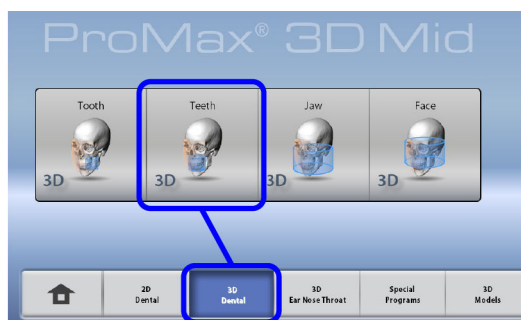 ProMax® 3D Mid
Tooth
Teeth
Jaw
Face
3D
3D
3D
3D
2D
Dental
3D
Dental
3D
Ear Nose Throat
Special
Programs
3D
Models